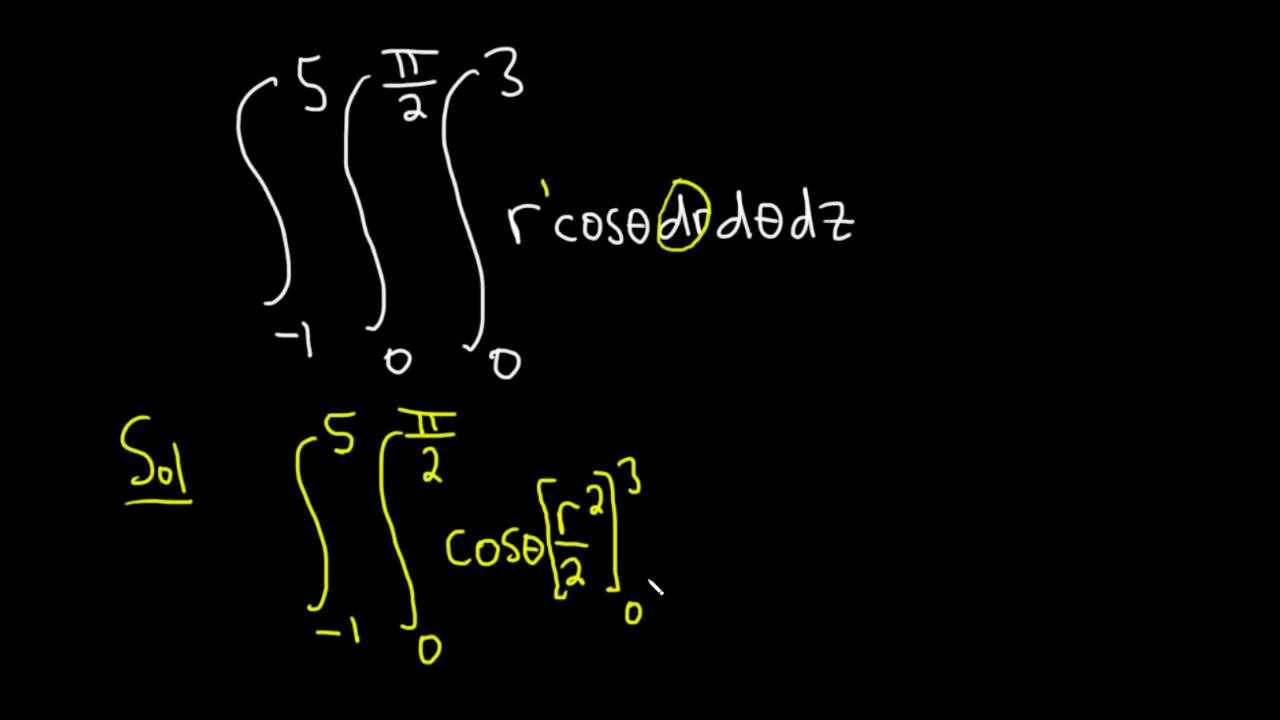 ∫_{-1}^{5} ∫_{0}^{π/2} ∫_{0}^{3} r¹ cosθ dr dθ dz
Sol ∫_{-1}^{5} ∫_{0}^{π/2} cosθ [r²/2]_{0}^{3}